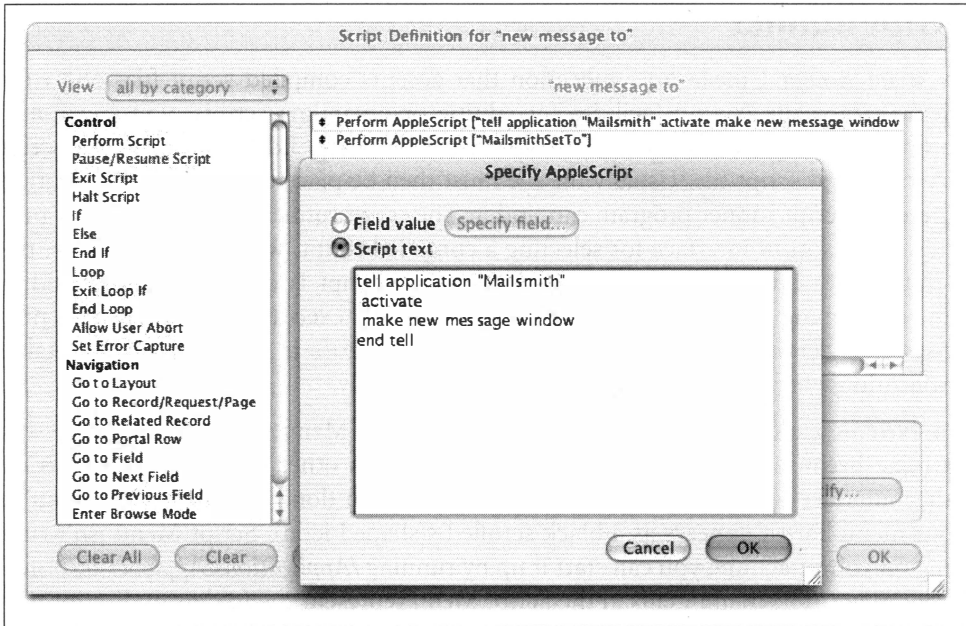 Script Definition for "new message to"
View all by category
"new message to"
Control
Perform Script
Pause/Resume Script
Exit Script
Halt Script
If
Else
End If
Loop
Exit Loop If
End Loop
Allow User Abort
Set Error Capture
Navigation
Go to Layout
Go to Record/Request/Page
Go to Related Record
Go to Portal Row
Go to Field
Go to Next Field
Go to Previous Field
Enter Browse Mode
Perform AppleScript ["tell application "Mailsmith" activate make new message window
Perform AppleScript ["MailsmithSetTo"]
Specify AppleScript
Field value Specify field...
Script text
tell application "Mailsmith"
activate
make new message window
end tell
Cancel OK
Clear All Clear
OK